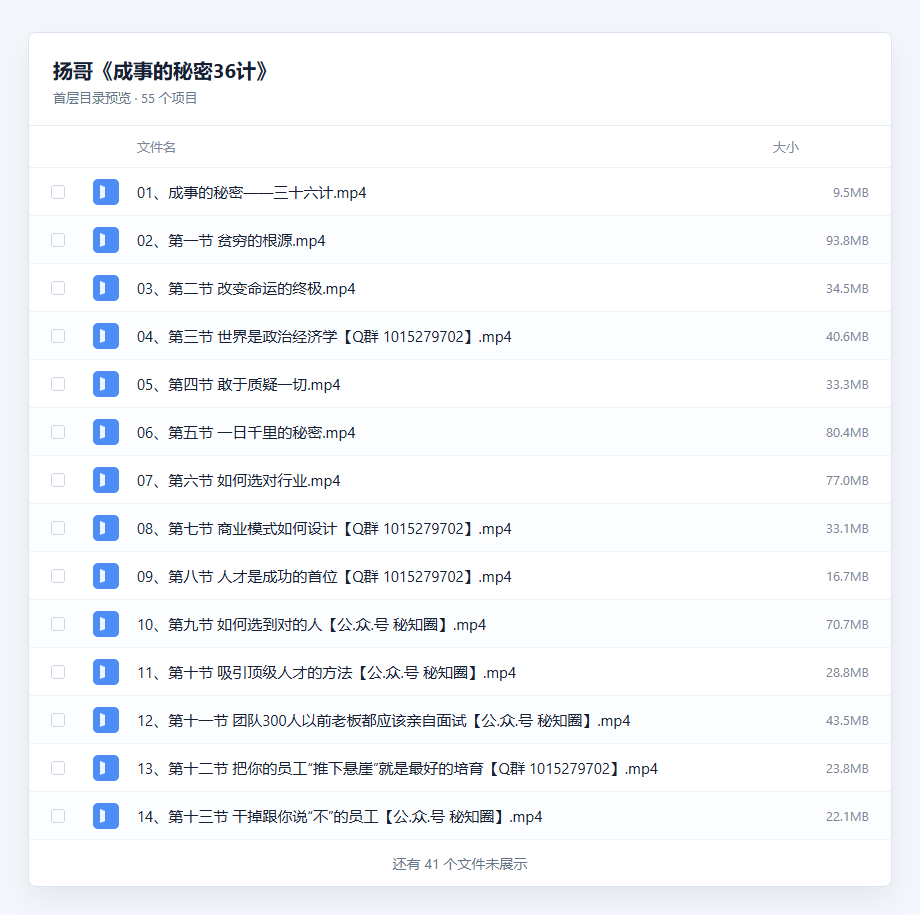 扬哥《成事的秘密36计》
首层目录预览 · 55 个项目
文件名 大小
01、成事的秘密——三十六计.mp4 9.5MB
02、第一节 贫穷的根源.mp4 93.8MB
03、第二节 改变命运的终极.mp4 34.5MB
04、第三节 世界是政治经济学【Q群 1015279702】.mp4 40.6MB
05、第四节 敢于质疑一切.mp4 33.3MB
06、第五节 一日千里的秘密.mp4 80.4MB
07、第六节 如何选对行业.mp4 77.0MB
08、第七节 商业模式如何设计【Q群 1015279702】.mp4 33.1MB
09、第八节 人才是成功的首位【Q群 1015279702】.mp4 16.7MB
10、第九节 如何选到对的人【公.众.号 秘知圈】.mp4 70.7MB
11、第十节 吸引顶级人才的方法【公.众.号 秘知圈】.mp4 28.8MB
12、第十一节 团队300人以前老板都应该亲自面试【公.众.号 秘知圈】.mp4 43.5MB
13、第十二节 把你的员工“推下悬崖”就是最好的培育【Q群 1015279702】.mp4 23.8MB
14、第十三节 干掉跟你说“不”的员工【公.众.号 秘知圈】.mp4 22.1MB
还有 41 个文件未展示